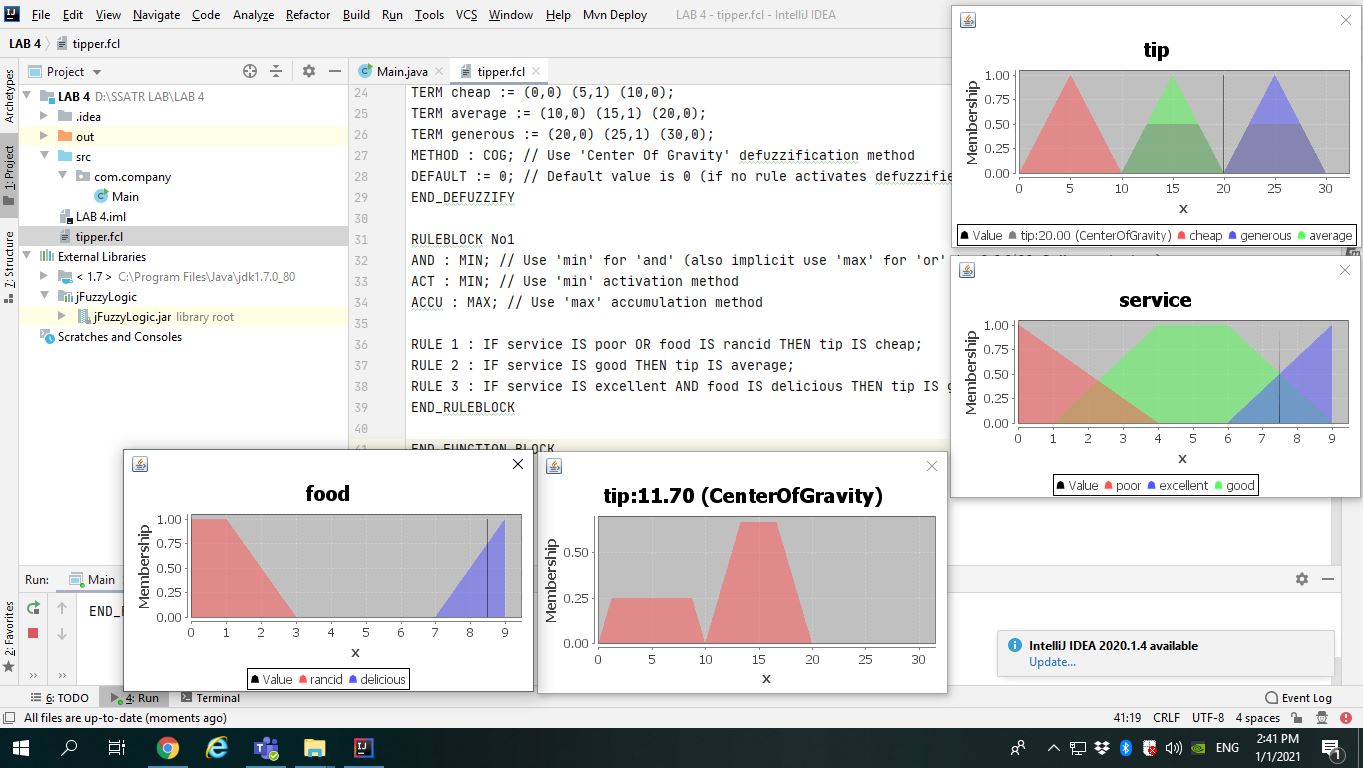 File Edit View Navigate Code Analyze Refactor Build Run Tools VCS Window Help Mvn Deploy LAB 4 - tipper.fcl - IntelliJ IDEA
LAB 4 tipper.fcl
Project
Main.java
tipper.fcl
Archetypes
1: Project
7: Structure
2: Favorites
LAB 4 D:\SSATR LAB\LAB 4
.idea
out
src
com.company
Main
LAB 4.iml
tipper.fcl
External Libraries
< 1.7 > C:\Program Files\Java\jdk1.7.0_80
jFuzzyLogic
jFuzzyLogic.jar library root
Scratches and Consoles
24 TERM cheap := (0,0) (5,1) (10,0);
25 TERM average := (10,0) (15,1) (20,0);
26 TERM generous := (20,0) (25,1) (30,0);
27 METHOD : COG; // Use 'Center Of Gravity' defuzzification method
28 DEFAULT := 0; // Default value is 0 (if no rule activates defuzzifie
29 END_DEFUZZIFY
30
31 RULEBLOCK No1
32 AND : MIN; // Use 'min' for 'and' (also implicit use 'max' for 'or'
33 ACT : MIN; // Use 'min' activation method
34 ACCU : MAX; // Use 'max' accumulation method
35
36 RULE 1 : IF service IS poor OR food IS rancid THEN tip IS cheap;
37 RULE 2 : IF service IS good THEN tip IS average;
38 RULE 3 : IF service IS excellent AND food IS delicious THEN tip IS g
39 END_RULEBLOCK
40
41 END_FUNCTION_BLOCK
tip
Membership
1.00
0.75
0.50
0.25
0.00
0 5 10 15 20 25 30
x
Value tip:20.00 (CenterOfGravity) cheap generous average
service
Membership
1.00
0.75
0.50
0.25
0.00
0 1 2 3 4 5 6 7 8 9
x
Value poor excellent good
food
Membership
1.00
0.75
0.50
0.25
0.00
0 1 2 3 4 5 6 7 8 9
x
Value rancid delicious
tip:11.70 (CenterOfGravity)
Membership
0.50
0.25
0.00
0 5 10 15 20 25 30
x
Run: Main
IntelliJ IDEA 2020.1.4 available
Update...
6: TODO 4: Run Terminal Event Log
All files are up-to-date (moments ago) 41:19 CRLF UTF-8 4 spaces
ENG 2:41 PM
1/1/2021
1